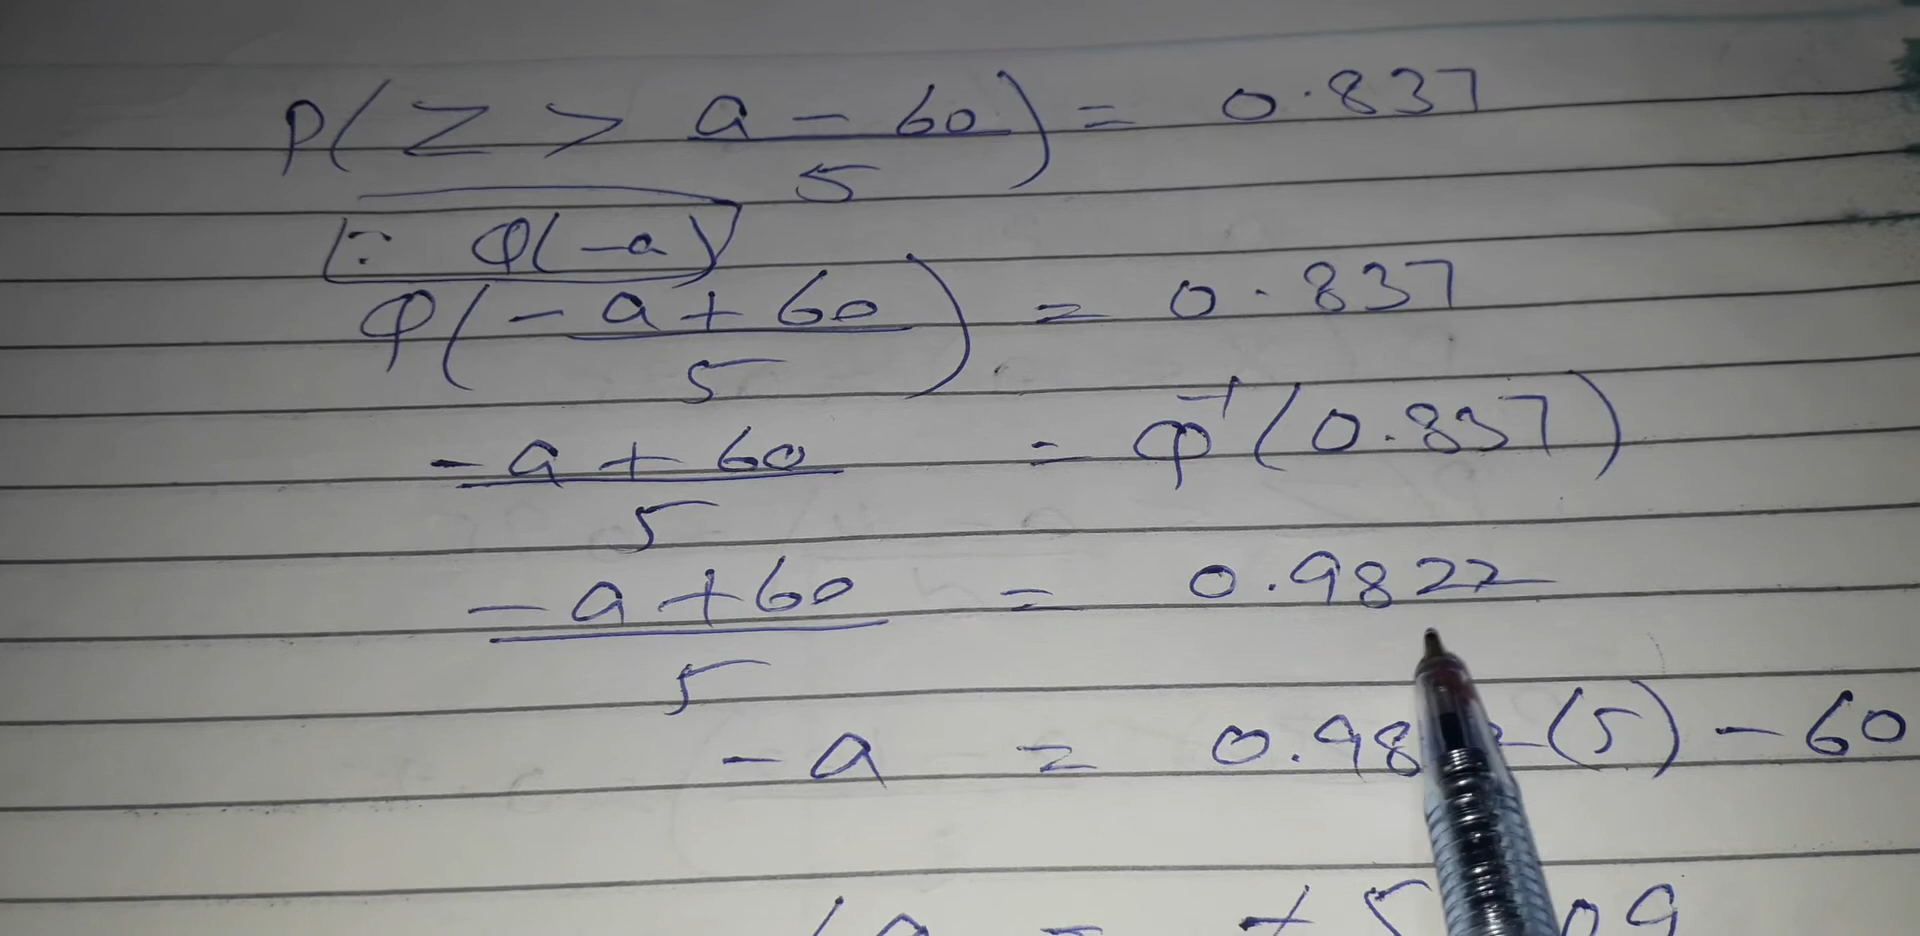 P(Z > a - 60 / 5) = 0.837
∵ φ(-a)
φ(-a + 60 / 5) = 0.837
-a + 60 / 5 = φ⁻¹(0.837)
-a + 60 / 5 = 0.9822
-a = 0.98 (5) - 60